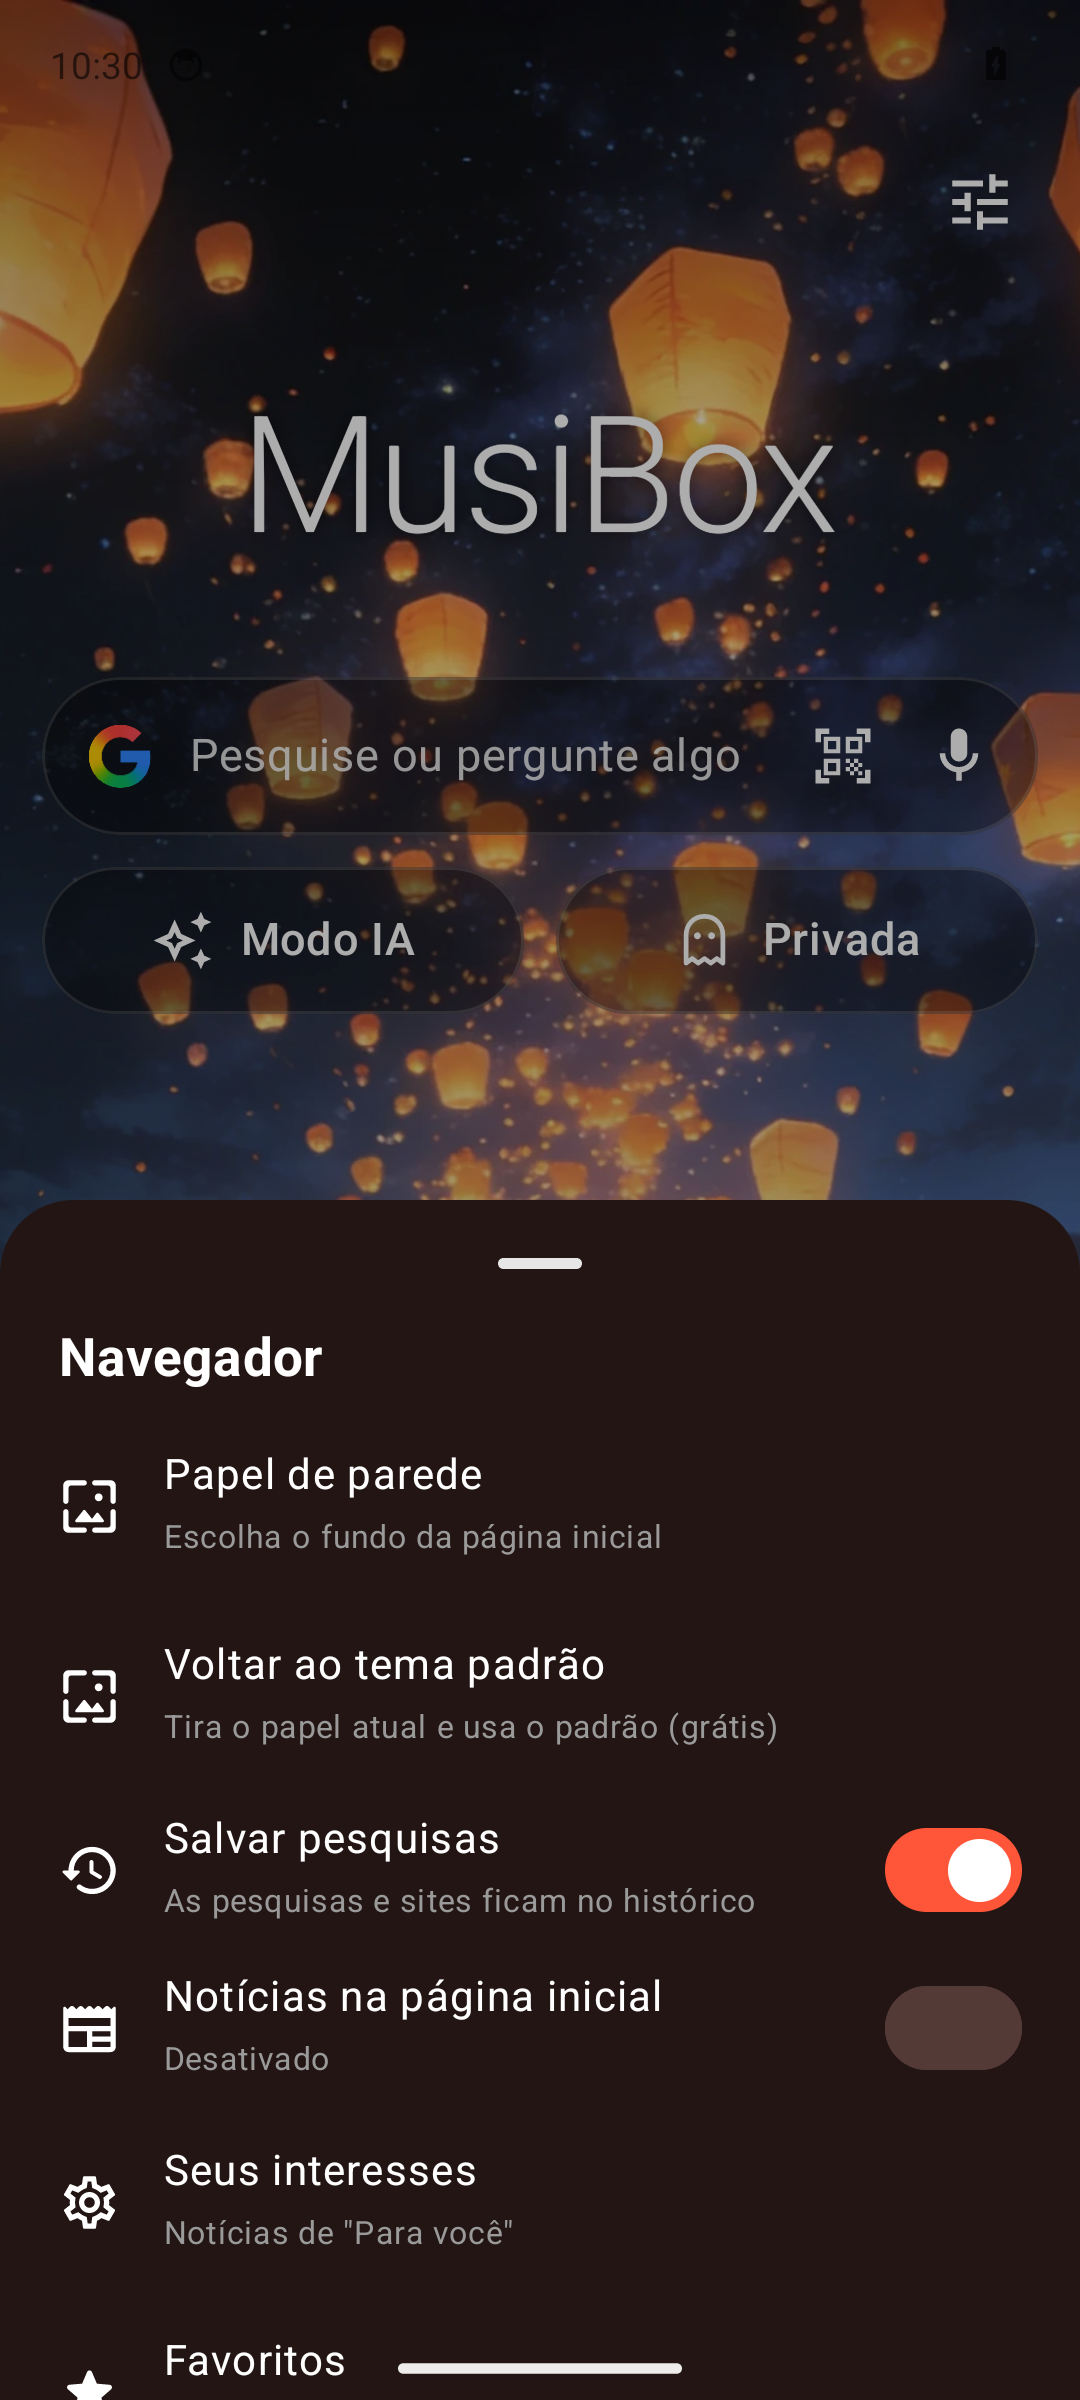 10:30
MusiBox
Pesquise ou pergunte algo
Modo IA
Privada
Navegador
Papel de parede
Escolha o fundo da página inicial
Voltar ao tema padrão
Tira o papel atual e usa o padrão (grátis)
Salvar pesquisas
As pesquisas e sites ficam no histórico
Notícias na página inicial
Desativado
Seus interesses
Notícias de "Para você"
Favoritos